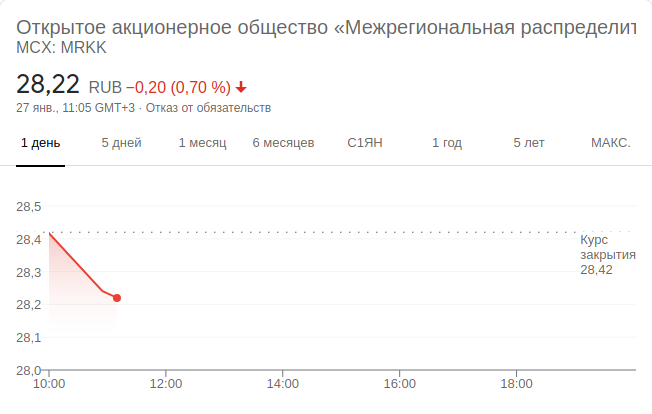 Открытое акционерное общество «Межрегиональная распределит
MCX: MRKK
28,22 RUB −0,20 (0,70 %)
27 янв., 11:05 GMT+3 · Отказ от обязательств
1 день 5 дней 1 месяц 6 месяцев С1ЯН 1 год 5 лет МАКС.
28,5
28,4
Курс
закрытия
28,42
28,3
28,2
28,1
28,0
10:00 12:00 14:00 16:00 18:00